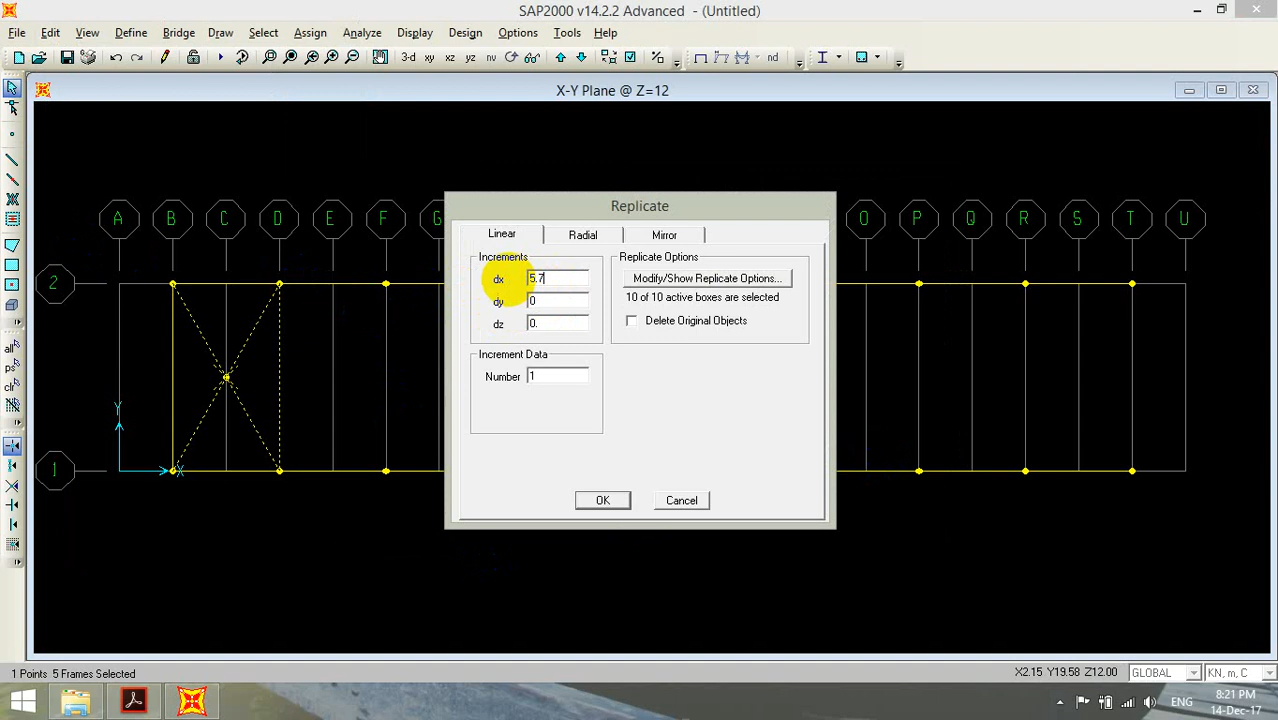 SAP2000 v14.2.2 Advanced - (Untitled)
File Edit View Define Bridge Draw Select Assign Analyze Display Design Options Tools Help
3-d xy xz yz nv nd
X-Y Plane @ Z=12
Replicate
Linear Radial Mirror
A B C D E F G O P Q R S T U
Increments
dx 5.7
dy 0
dz 0.
Replicate Options
Modify/Show Replicate Options...
10 of 10 active boxes are selected
Delete Original Objects
2
Increment Data
Number 1
all
ps
clr
Y
X
1
OK Cancel
1 Points 5 Frames Selected
X2.15 Y19.58 Z12.00 GLOBAL KN, m, C
ENG
8:21 PM
14-Dec-17